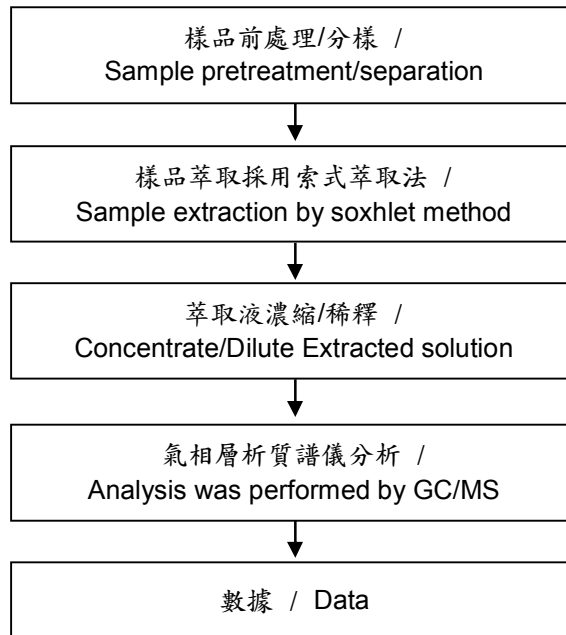 樣品前處理/分樣 /
Sample pretreatment/separation
樣品萃取採用索式萃取法 /
Sample extraction by soxhlet method
萃取液濃縮/稀釋 /
Concentrate/Dilute Extracted solution
氣相層析質譜儀分析 /
Analysis was performed by GC/MS
數據 / Data